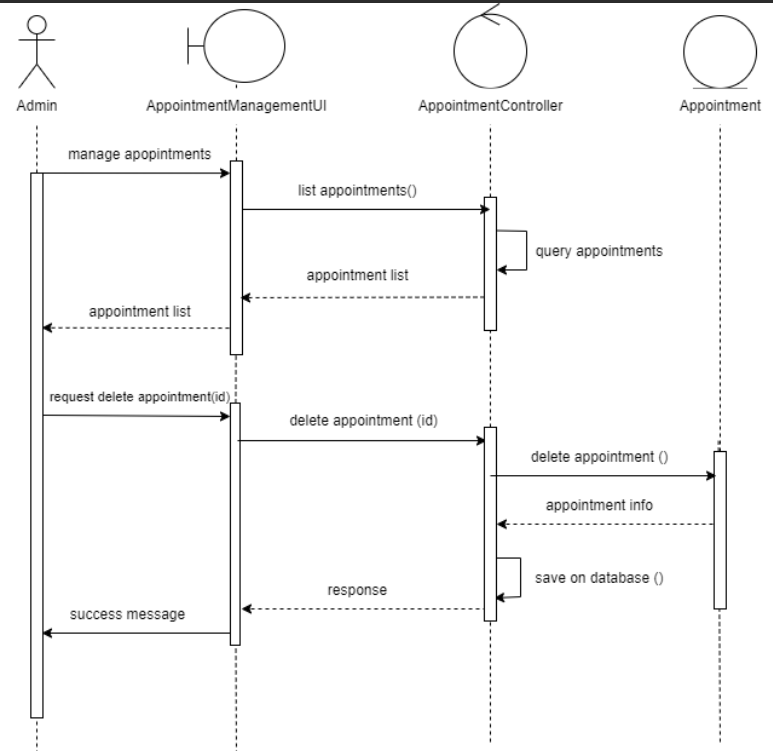 Admin
AppointmentManagementUI
AppointmentController
Appointment
manage apopintments
list appointments()
query appointments
appointment list
appointment list
request delete appointment(id)
delete appointment (id)
delete appointment ()
appointment info
save on database ()
response
success message